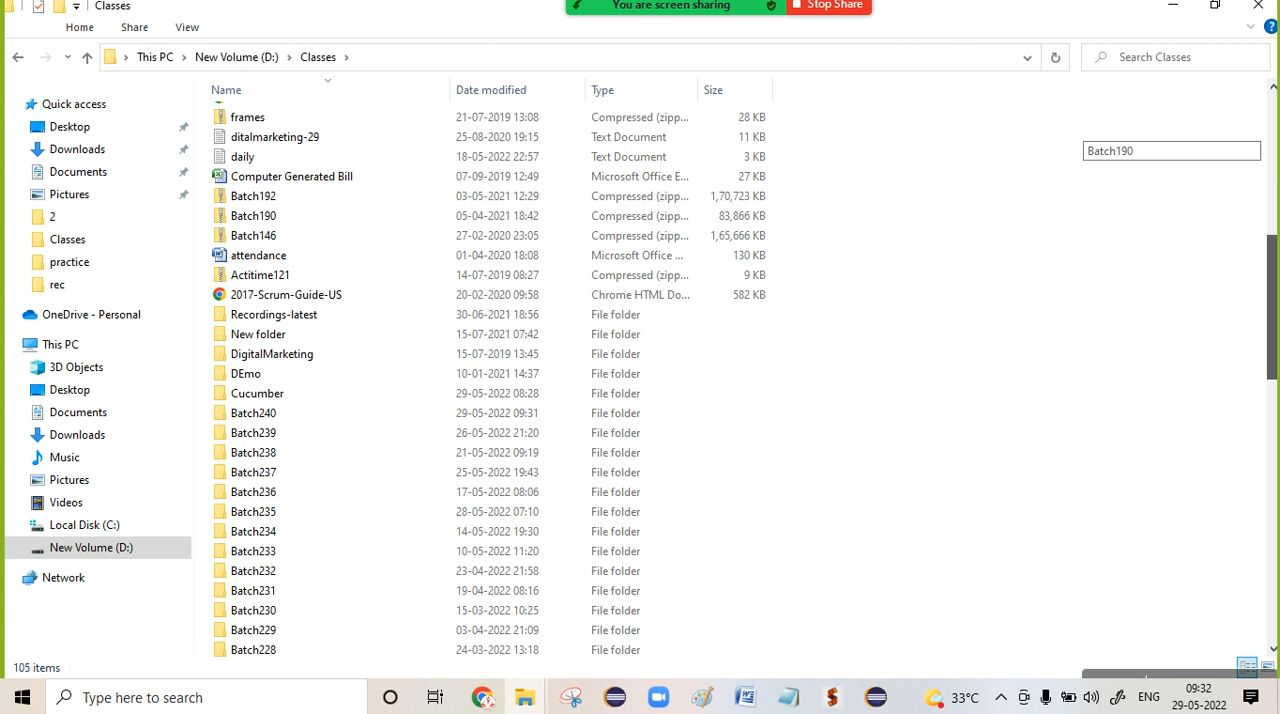 Classes
You are screen sharing
Stop Share
Home Share View
This PC New Volume (D:) Classes
Search Classes
Name Date modified Type Size
Batch190
Quick access
Desktop
Downloads
Documents
Pictures
2
Classes
practice
rec
OneDrive - Personal
This PC
3D Objects
Desktop
Documents
Downloads
Music
Pictures
Videos
Local Disk (C:)
New Volume (D:)
Network
frames 21-07-2019 13:08 Compressed (zipp... 28 KB
ditalmarketing-29 25-08-2020 19:15 Text Document 11 KB
daily 18-05-2022 22:57 Text Document 3 KB
Computer Generated Bill 07-09-2019 12:49 Microsoft Office E... 27 KB
Batch192 03-05-2021 12:29 Compressed (zipp... 1,70,723 KB
Batch190 05-04-2021 18:42 Compressed (zipp... 83,866 KB
Batch146 27-02-2020 23:05 Compressed (zipp... 1,65,666 KB
attendance 01-04-2020 18:08 Microsoft Office ... 130 KB
Actitime121 14-07-2019 08:27 Compressed (zipp... 9 KB
2017-Scrum-Guide-US 20-02-2020 09:58 Chrome HTML Do... 582 KB
Recordings-latest 30-06-2021 18:56 File folder
New folder 15-07-2021 07:42 File folder
DigitalMarketing 15-07-2019 13:45 File folder
DEmo 10-01-2021 14:37 File folder
Cucumber 29-05-2022 08:28 File folder
Batch240 29-05-2022 09:31 File folder
Batch239 26-05-2022 21:20 File folder
Batch238 21-05-2022 09:19 File folder
Batch237 25-05-2022 19:43 File folder
Batch236 17-05-2022 08:06 File folder
Batch235 28-05-2022 07:10 File folder
Batch234 14-05-2022 19:30 File folder
Batch233 10-05-2022 11:20 File folder
Batch232 23-04-2022 21:58 File folder
Batch231 19-04-2022 08:16 File folder
Batch230 15-03-2022 10:25 File folder
Batch229 03-04-2022 21:09 File folder
Batch228 24-03-2022 13:18 File folder
105 items
Type here to search
33°C
ENG
09:32
29-05-2022